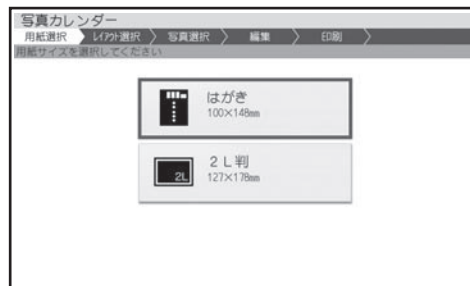 写真カレンダー
用紙選択 レイアウト選択 写真選択 編集 印刷
用紙サイズを選択してください
はがき
100×148mm
2L
2L判
127×178mm